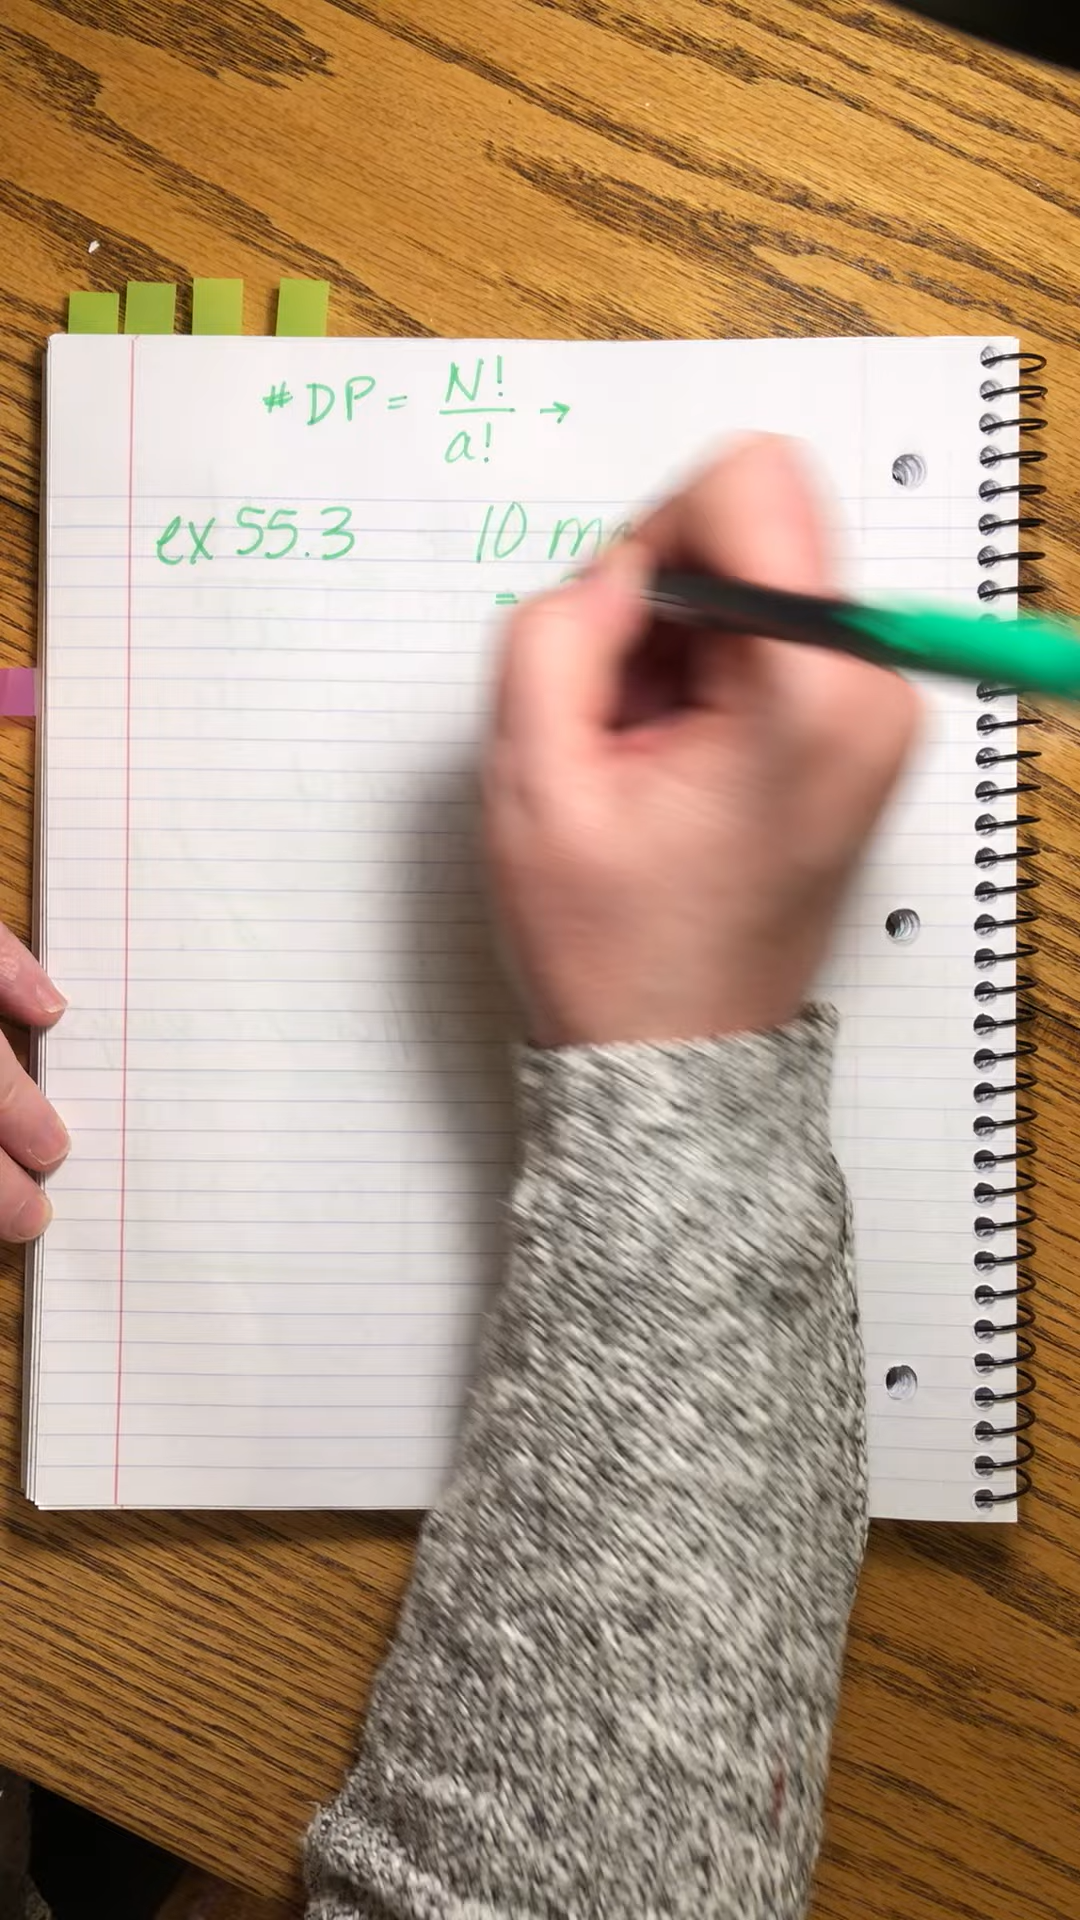 #DP = N!/a! →
ex 55.3 10
=